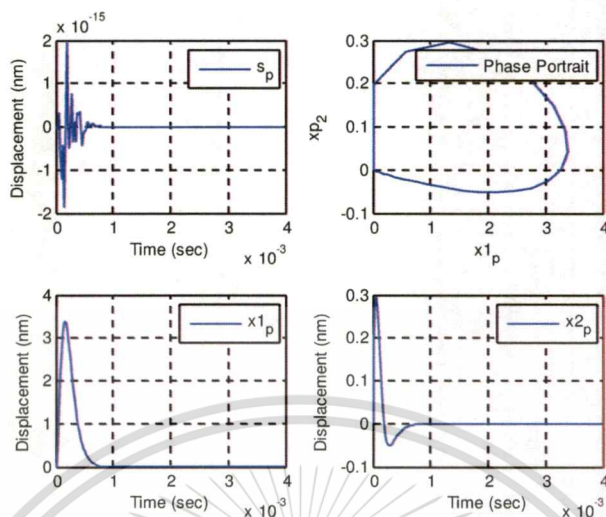 x 10^-15
2
1
0
-1
-2
0 1 2 3 4
Displacement (nm)
Time (sec)
x 10^-3
s_p
0.3
0.2
0.1
0
-0.1
0 1 2 3 4
xp_2
x1_p
Phase Portrait
4
3
2
1
0
0 1 2 3 4
Displacement (nm)
Time (sec)
x 10^-3
x1_p
0.3
0.2
0.1
0
-0.1
0 1 2 3 4
Displacement (nm)
Time (sec)
x 10^-3
x2_p